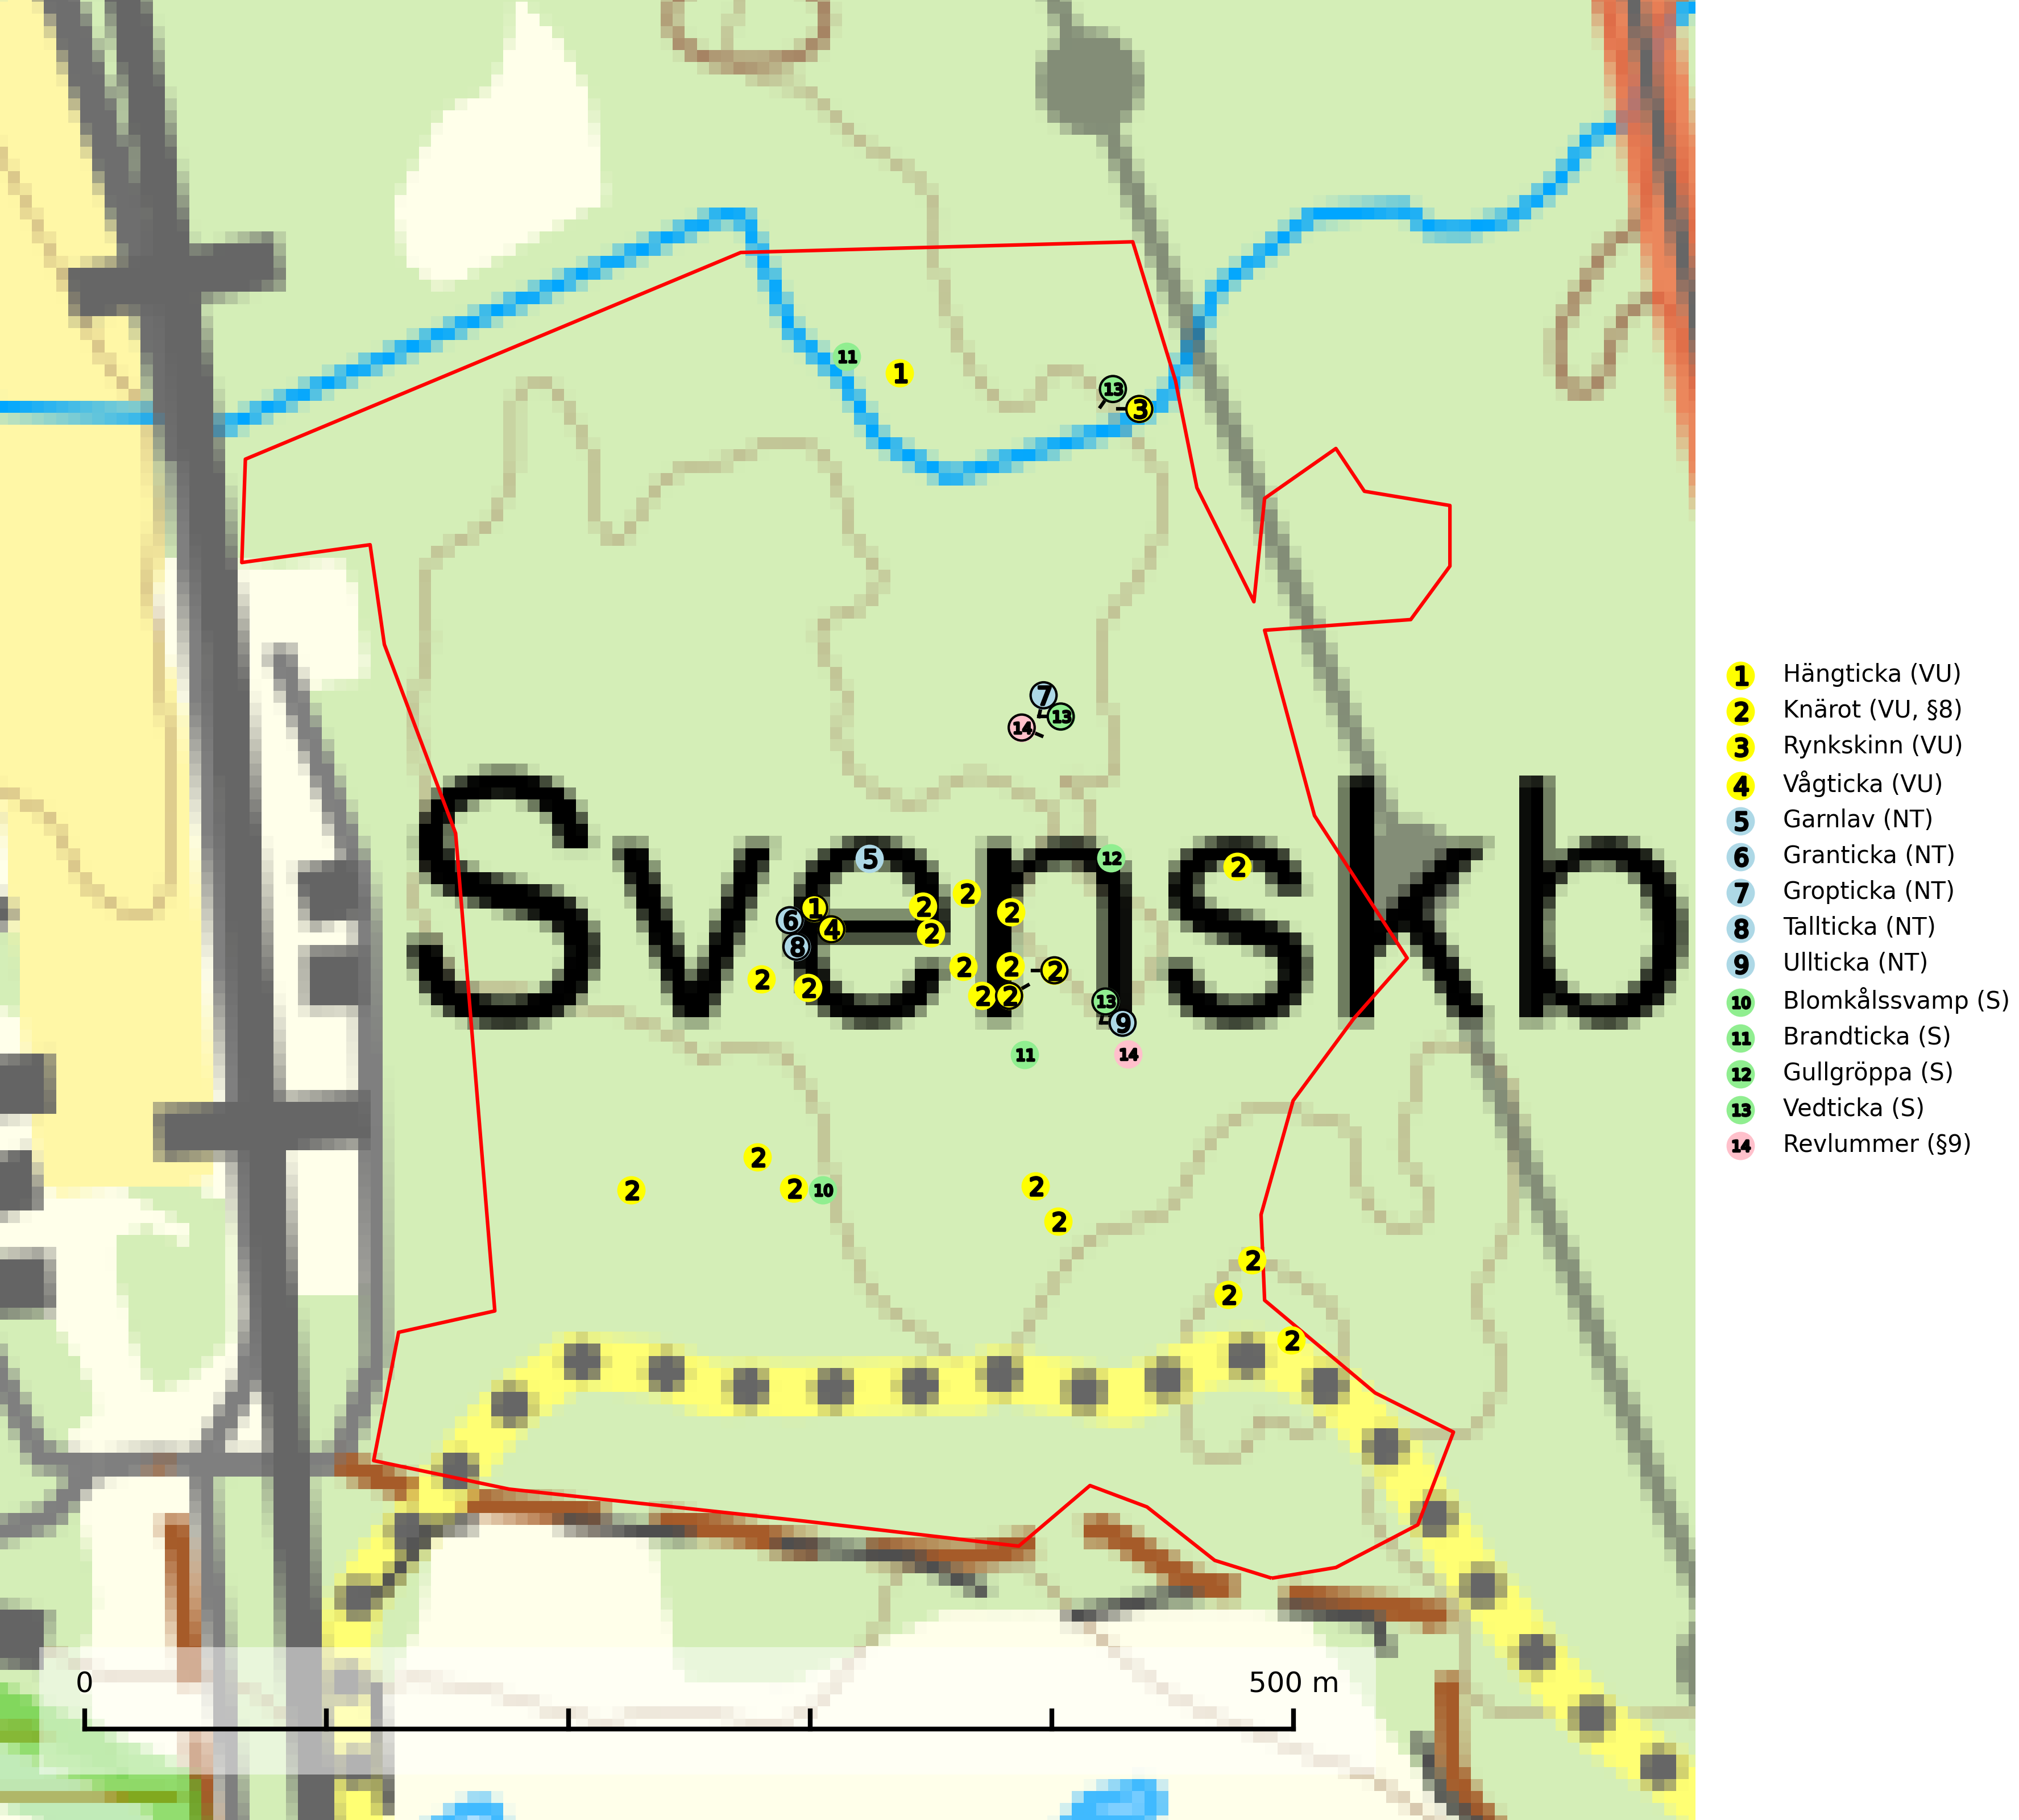 11
1
13
3
7
13
14
Svenskb
5
12
2
2
2
1
2
6
4
2
8
2
2
2
2
2
2
2
13
9
11
14
2
2
2
10
2
2
2
2
2
0
500 m
1 Hängticka (VU)
2 Knärot (VU, §8)
3 Rynkskinn (VU)
4 Vågticka (VU)
5 Garnlav (NT)
6 Granticka (NT)
7 Gropticka (NT)
8 Tallticka (NT)
9 Ullticka (NT)
10 Blomkålssvamp (S)
11 Brandticka (S)
12 Gullgröppa (S)
13 Vedticka (S)
14 Revlummer (§9)